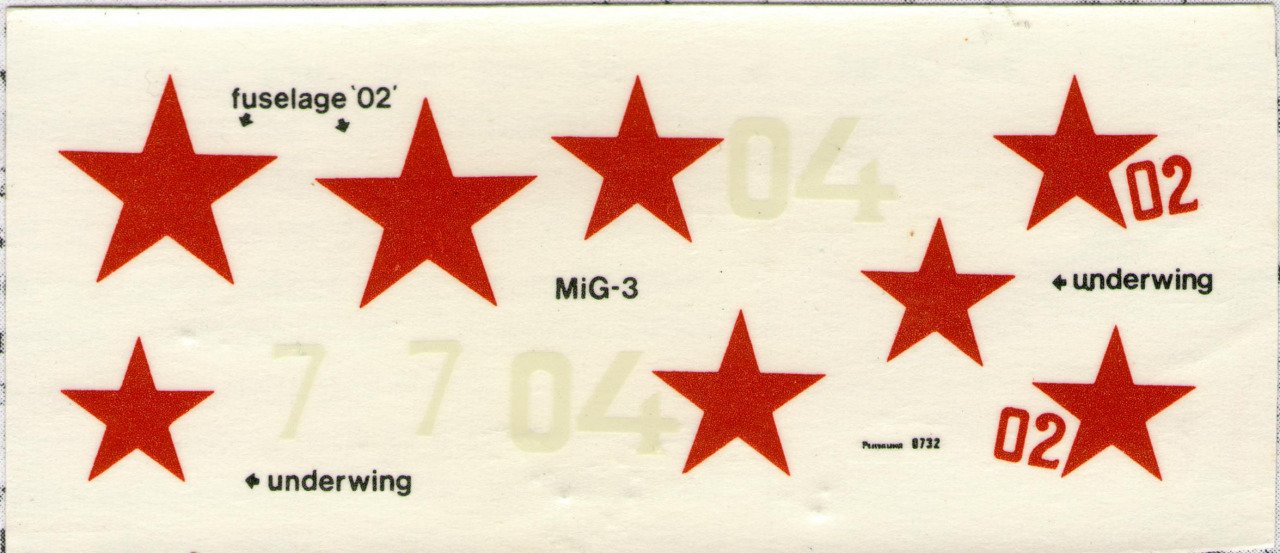 fuselage '02'
04
02
MiG-3
underwing
7 7 04
02
0732
underwing